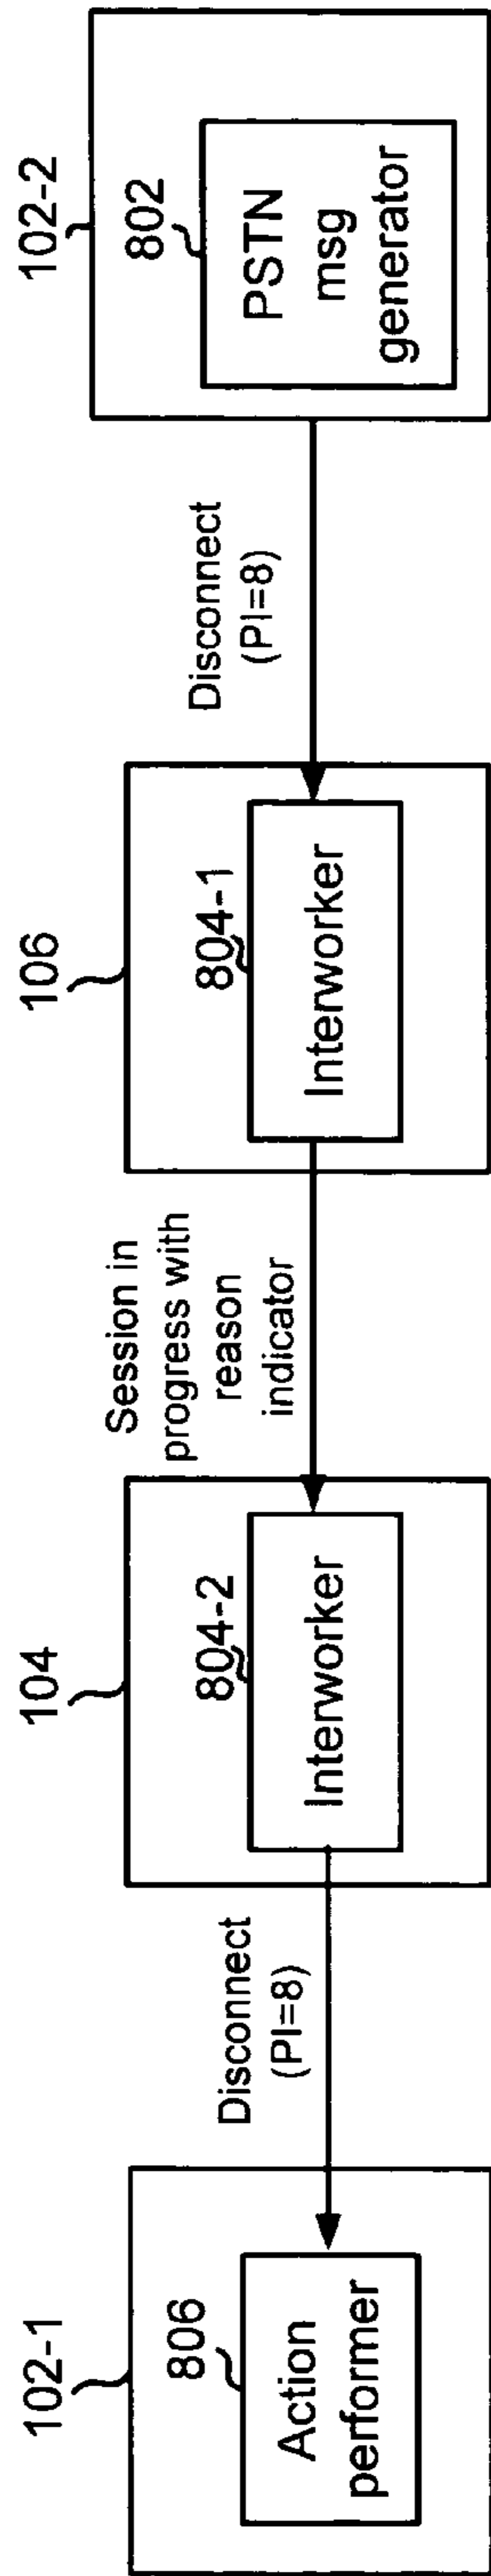 102-1
806
Action
performer
Disconnect
(PI=8)
104
804-2
Interworker
Session in
progress with
reason
indicator
106
804-1
Interworker
Disconnect
(PI=8)
102-2
802
PSTN
msg
generator